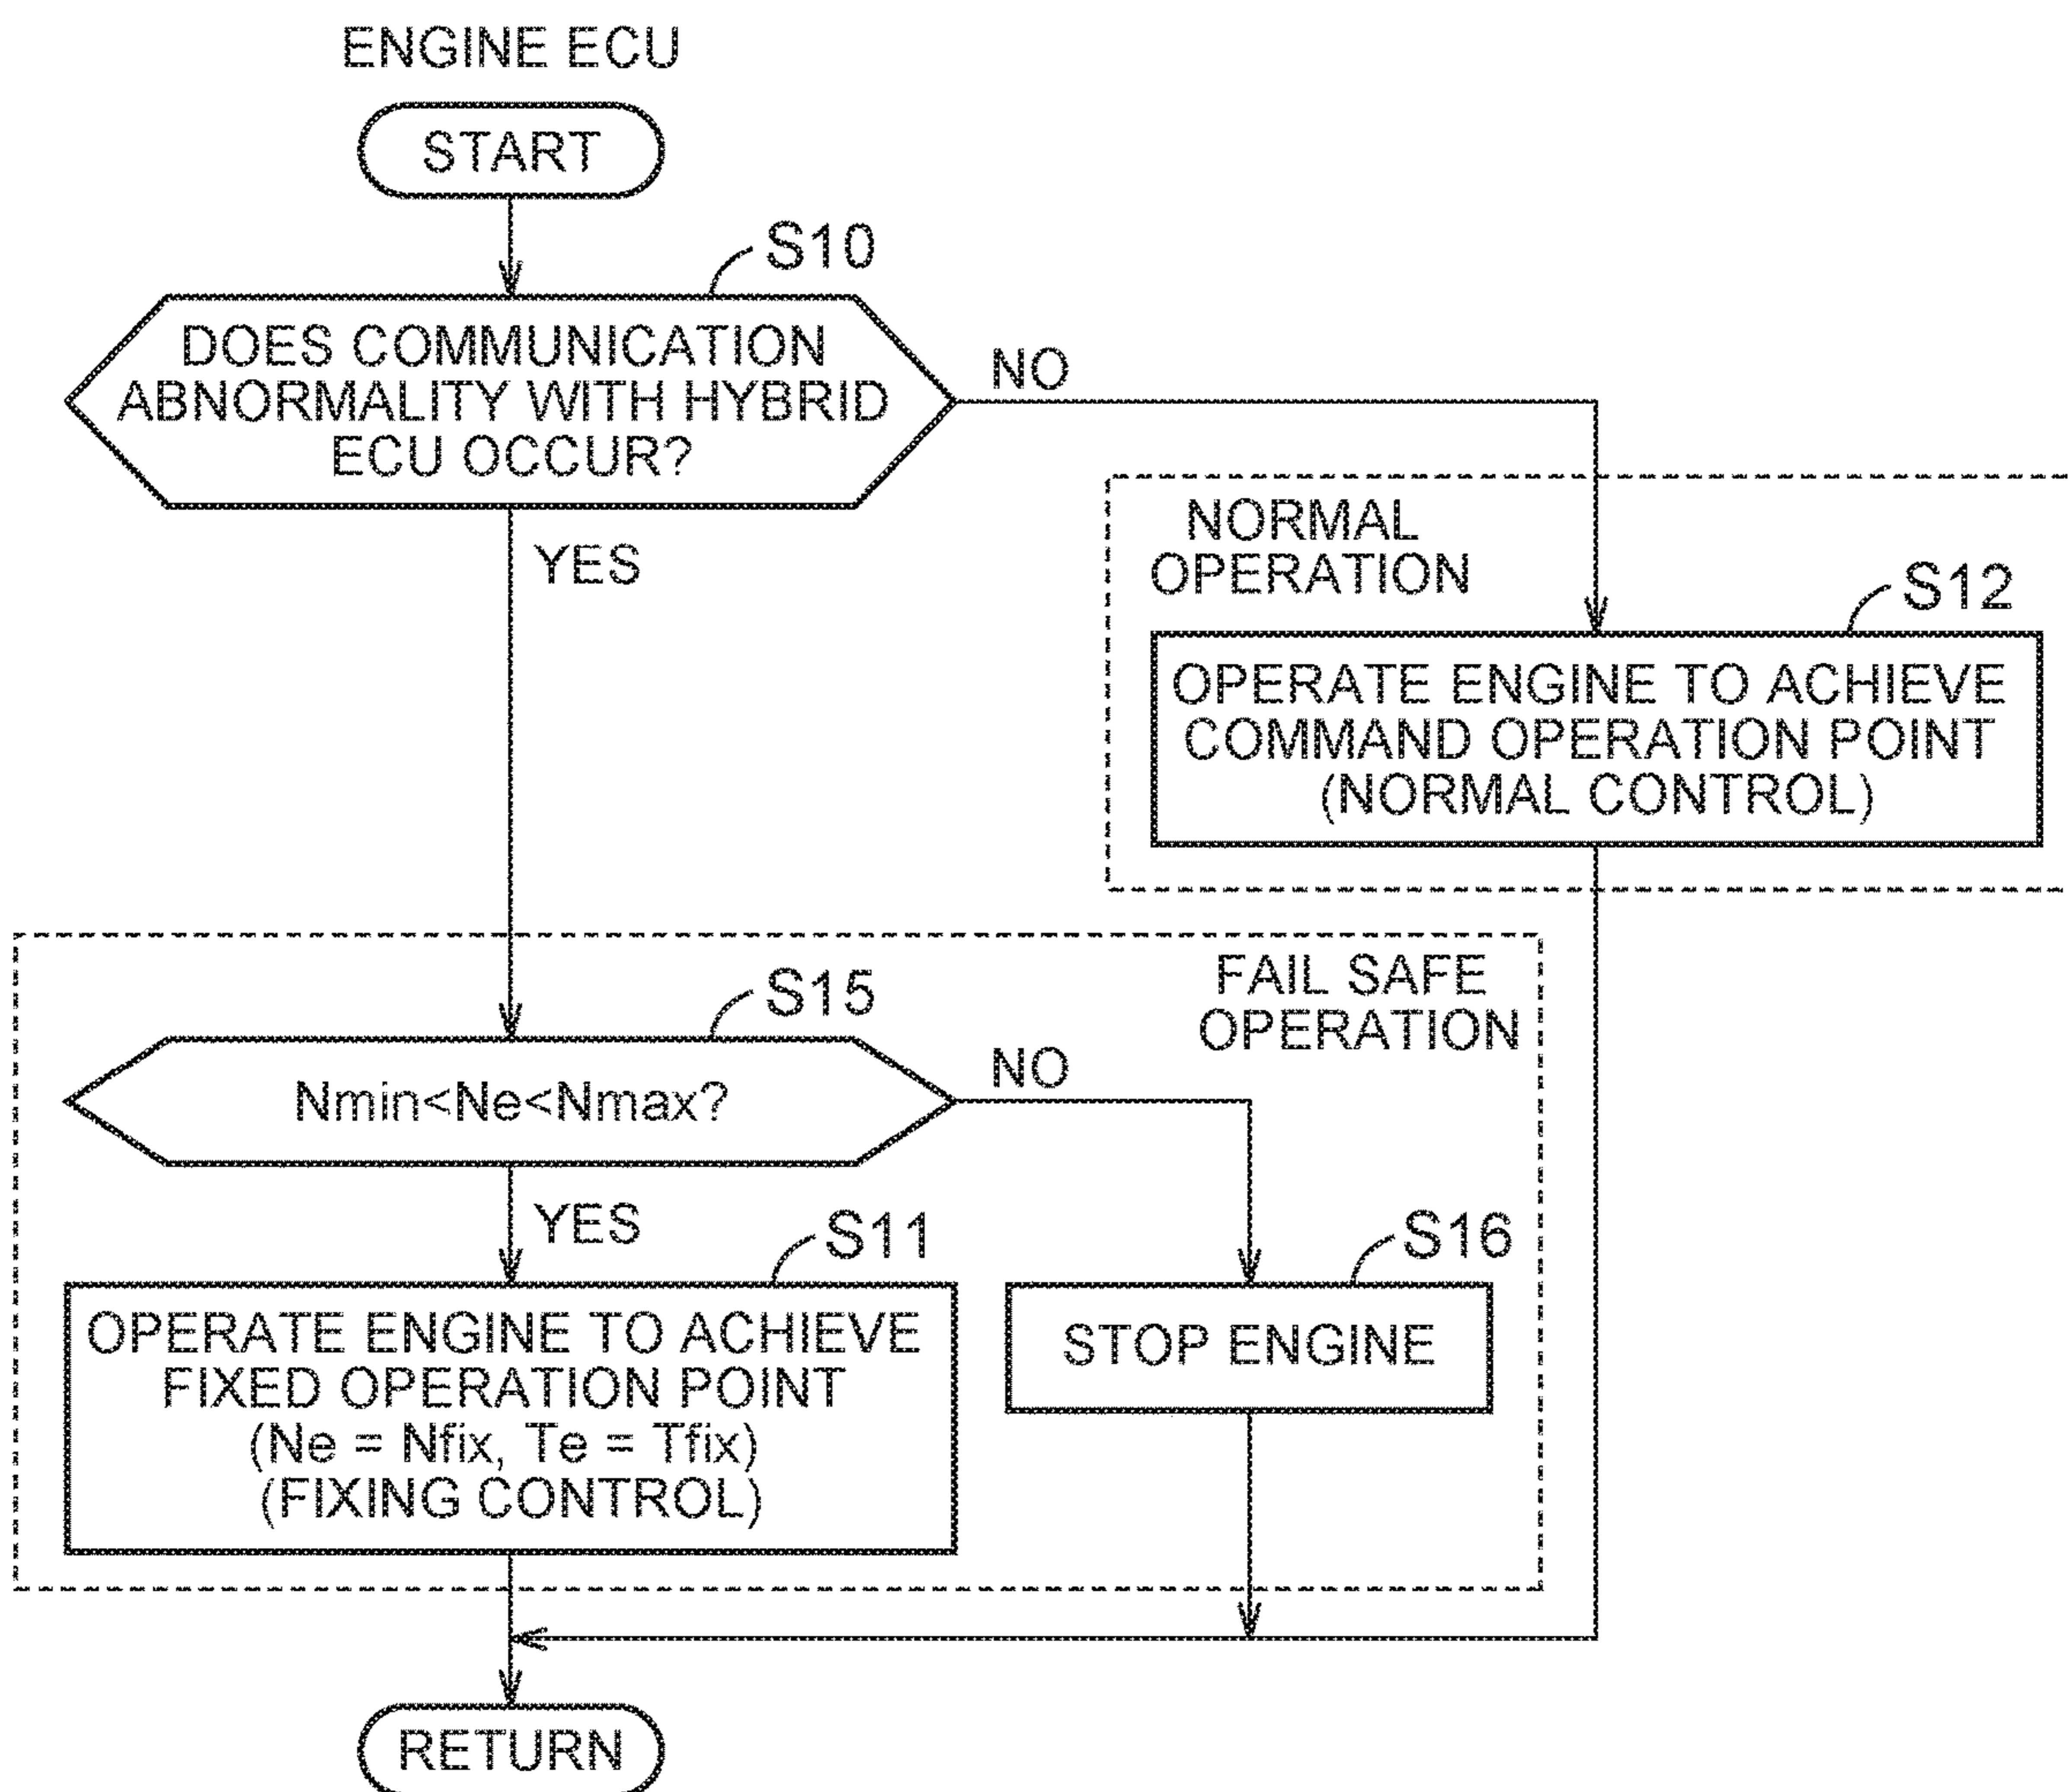 ENGINE ECU
START
S10
DOES COMMUNICATION
ABNORMALITY WITH HYBRID
ECU OCCUR?
NO
YES
NORMAL
OPERATION
S12
OPERATE ENGINE TO ACHIEVE
COMMAND OPERATION POINT
(NORMAL CONTROL)
FAIL SAFE
OPERATION
S15
Nmin<Ne<Nmax?
NO
YES
S11
OPERATE ENGINE TO ACHIEVE
FIXED OPERATION POINT
(Ne = Nfix, Te = Tfix)
(FIXING CONTROL)
S16
STOP ENGINE
RETURN